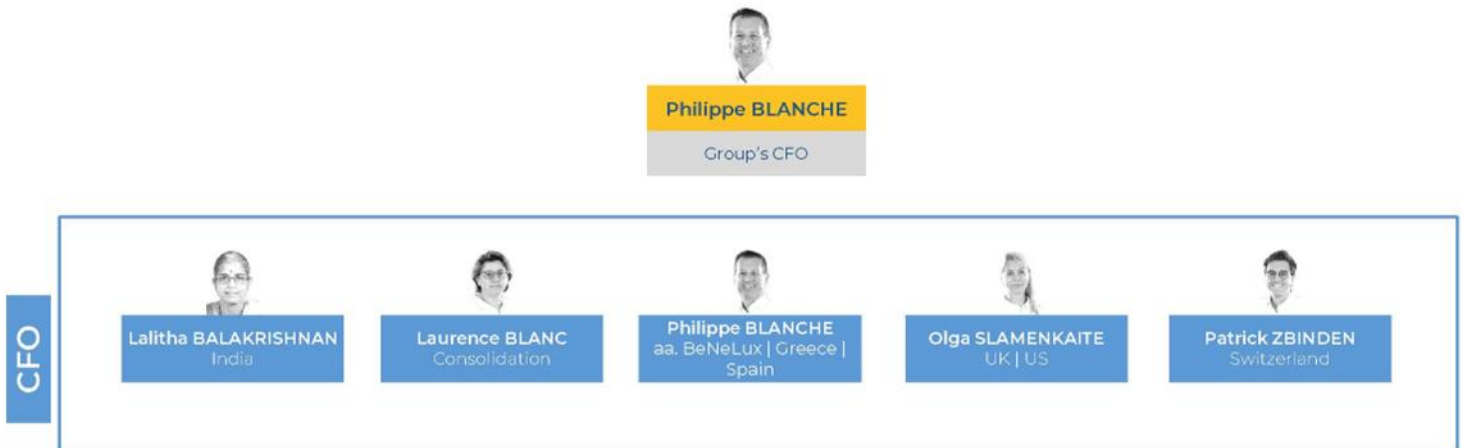 Philippe BLANCHE
Group's CFO
CFO
Lalitha BALAKRISHNAN
India
Laurence BLANC
Consolidation
Philippe BLANCHE
aa. BeNeLux | Greece |
Spain
Olga SLAMENKAITE
UK | US
Patrick ZBINDEN
Switzerland